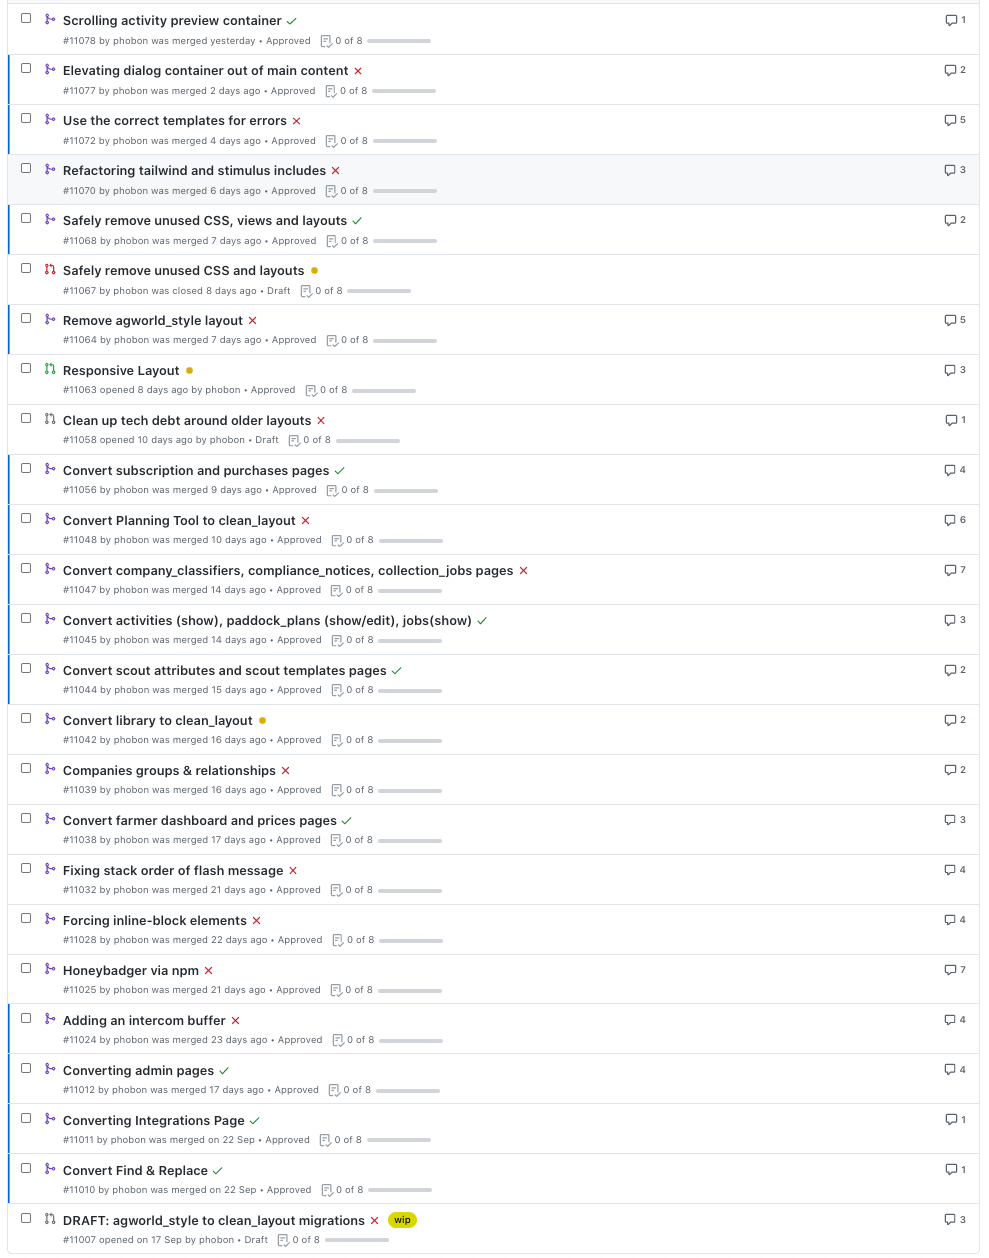 Scrolling activity preview container
1
#11078 by phobon was merged yesterday • Approved 0 of 8
Elevating dialog container out of main content
2
#11077 by phobon was merged 2 days ago • Approved 0 of 8
Use the correct templates for errors
5
#11072 by phobon was merged 4 days ago • Approved 0 of 8
Refactoring tailwind and stimulus includes
3
#11070 by phobon was merged 6 days ago • Approved 0 of 8
Safely remove unused CSS, views and layouts
2
#11068 by phobon was merged 7 days ago • Approved 0 of 8
Safely remove unused CSS and layouts
#11067 by phobon was closed 8 days ago • Draft 0 of 8
Remove agworld_style layout
5
#11064 by phobon was merged 7 days ago • Approved 0 of 8
Responsive Layout
3
#11063 opened 8 days ago by phobon • Approved 0 of 8
Clean up tech debt around older layouts
1
#11058 opened 10 days ago by phobon • Draft 0 of 8
Convert subscription and purchases pages
4
#11056 by phobon was merged 9 days ago • Approved 0 of 8
Convert Planning Tool to clean_layout
6
#11048 by phobon was merged 10 days ago • Approved 0 of 8
Convert company_classifiers, compliance_notices, collection_jobs pages
7
#11047 by phobon was merged 14 days ago • Approved 0 of 8
Convert activities (show), paddock_plans (show/edit), jobs(show)
3
#11045 by phobon was merged 14 days ago • Approved 0 of 8
Convert scout attributes and scout templates pages
2
#11044 by phobon was merged 15 days ago • Approved 0 of 8
Convert library to clean_layout
2
#11042 by phobon was merged 16 days ago • Approved 0 of 8
Companies groups & relationships
2
#11039 by phobon was merged 16 days ago • Approved 0 of 8
Convert farmer dashboard and prices pages
3
#11038 by phobon was merged 17 days ago • Approved 0 of 8
Fixing stack order of flash message
4
#11032 by phobon was merged 21 days ago • Approved 0 of 8
Forcing inline-block elements
4
#11028 by phobon was merged 22 days ago • Approved 0 of 8
Honeybadger via npm
7
#11025 by phobon was merged 21 days ago • Approved 0 of 8
Adding an intercom buffer
4
#11024 by phobon was merged 23 days ago • Approved 0 of 8
Converting admin pages
4
#11012 by phobon was merged 17 days ago • Approved 0 of 8
Converting Integrations Page
1
#11011 by phobon was merged on 22 Sep • Approved 0 of 8
Convert Find & Replace
1
#11010 by phobon was merged on 22 Sep • Approved 0 of 8
DRAFT: agworld_style to clean_layout migrations wip
3
#11007 opened on 17 Sep by phobon • Draft 0 of 8